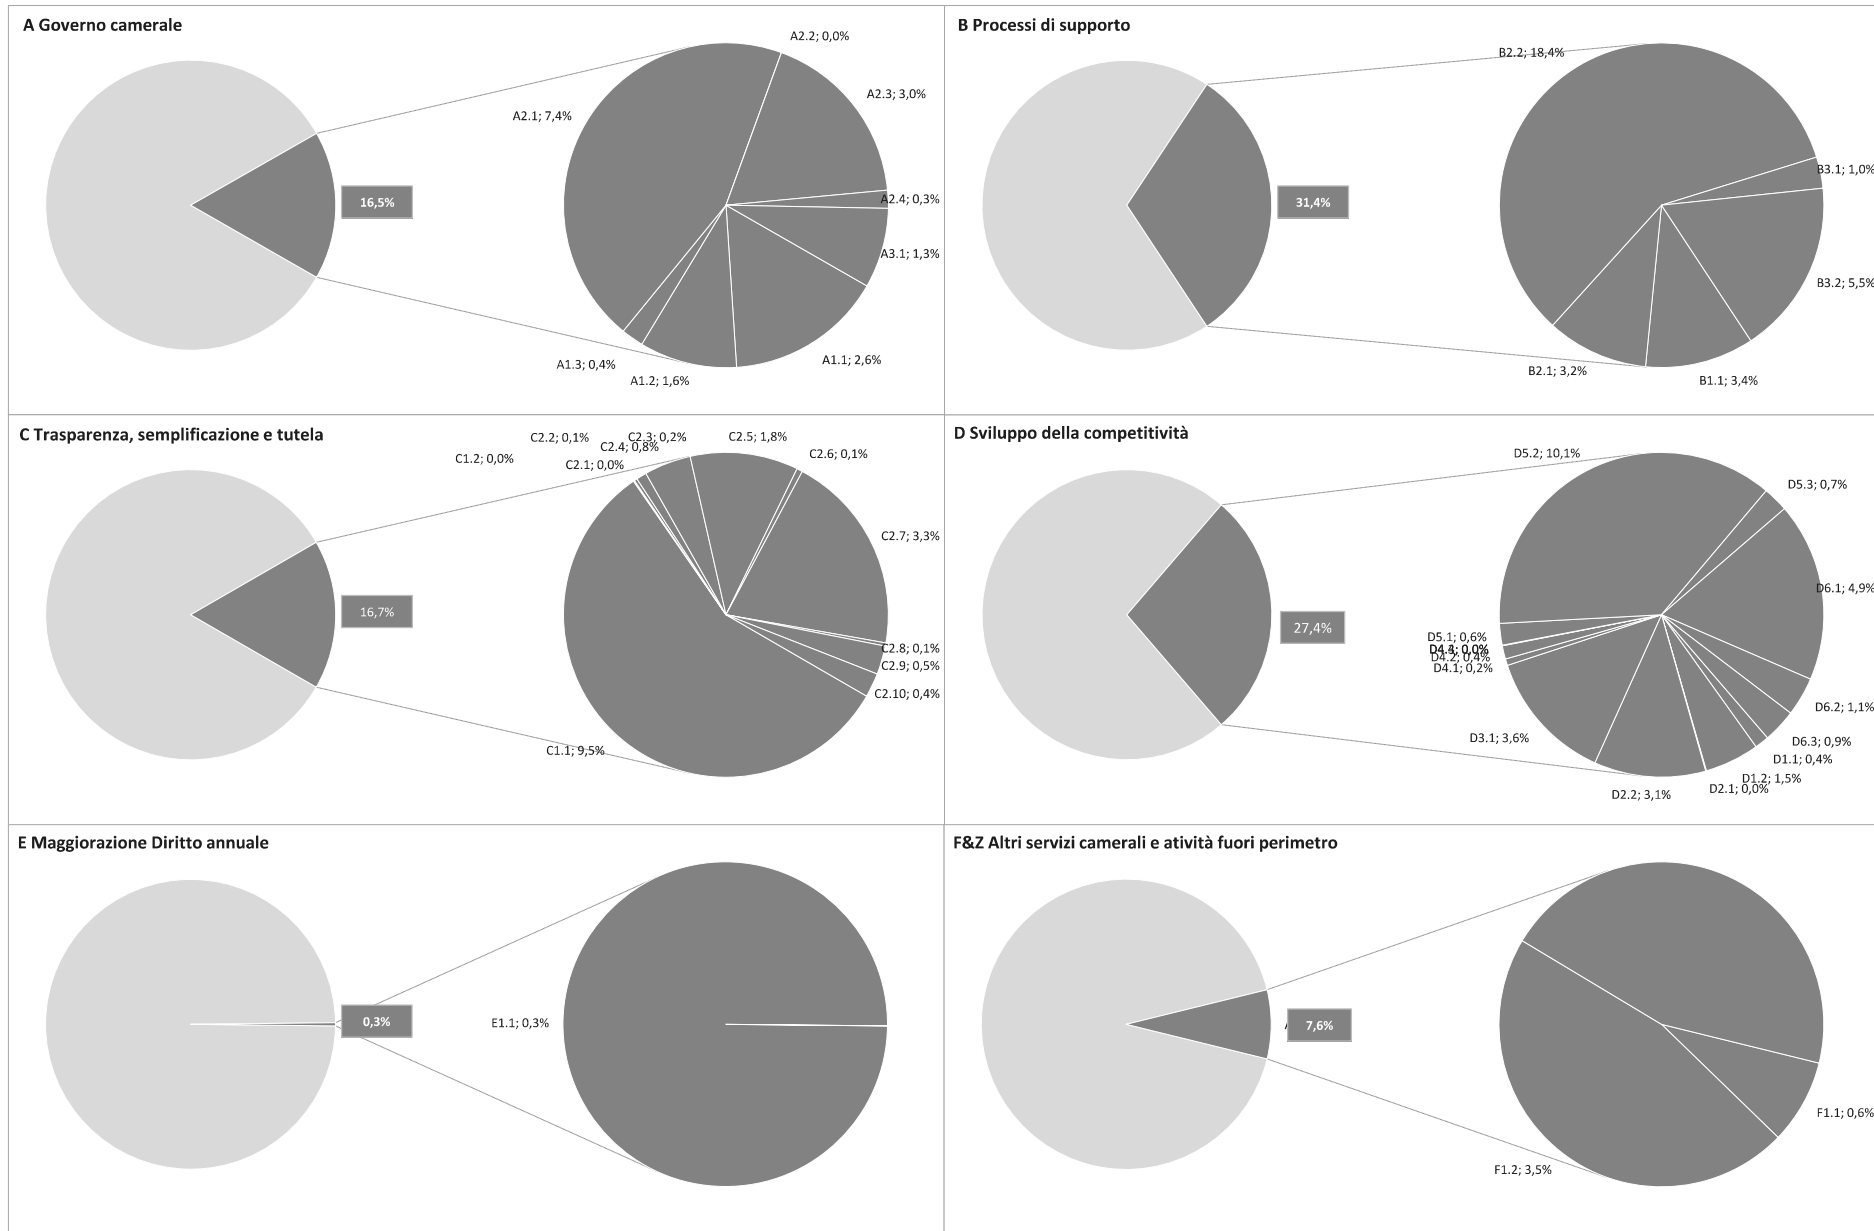 A Governo camerale
A2.2; 0,0%
A2.3; 3,0%
A2.1; 7,4%
16,5%
A2.4; 0,3%
A3.1; 1,3%
A1.1; 2,6%
A1.3; 0,4%
A1.2; 1,6%
B Processi di supporto
B2.2; 18,4%
B3.1; 1,0%
31,4%
B3.2; 5,5%
B2.1; 3,2%
B1.1; 3,4%
C Trasparenza, semplificazione e tutela
C2.2; 0,1%
C2.3; 0,2%
C2.5; 1,8%
C2.4; 0,8%
C2.6; 0,1%
C1.2; 0,0%
C2.1; 0,0%
C2.7; 3,3%
16,7%
C2.8; 0,1%
C2.9; 0,5%
C2.10; 0,4%
C1.1; 9,5%
D Sviluppo della competitività
D5.2; 10,1%
D5.3; 0,7%
D6.1; 4,9%
27,4%
D5.1; 0,6%
D4.2; 0,4%
D4.1; 0,2%
D6.2; 1,1%
D3.1; 3,6%
D6.3; 0,9%
D1.1; 0,4%
D1.2; 1,5%
D2.1; 0,0%
D2.2; 3,1%
E Maggiorazione Diritto annuale
0,3%
E1.1; 0,3%
F&Z Altri servizi camerali e atività fuori perimetro
7,6%
F1.1; 0,6%
F1.2; 3,5%